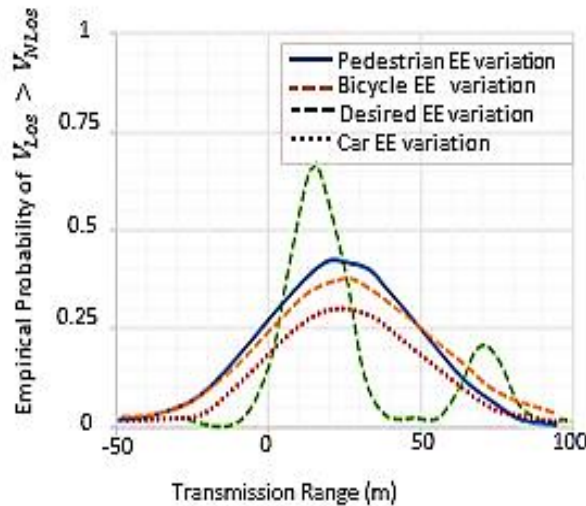 Empirical Probability of V_Los > V_NLos
1
0.75
0.5
0.25
0
Pedestrian EE variation
Bicycle EE variation
Desired EE variation
Car EE variation
-50
0
50
100
Transmission Range (m)